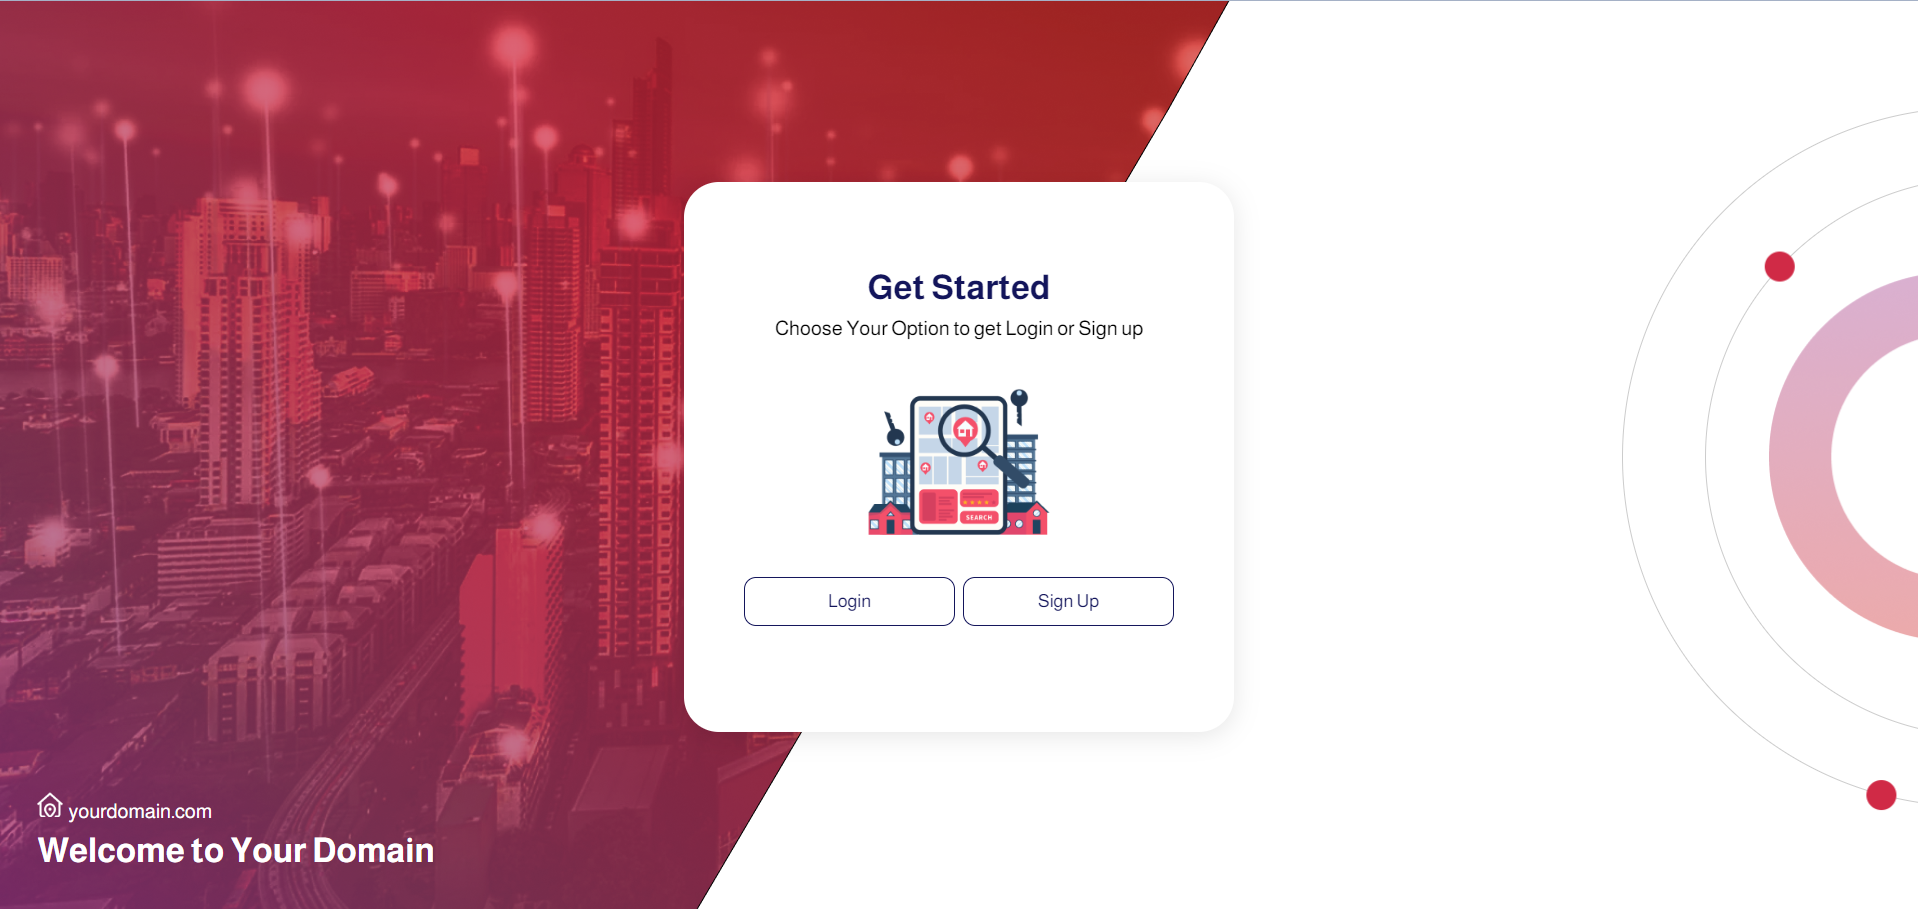 Get Started
Choose Your Option to get Login or Sign up
SEARCH
Login
Sign Up
yourdomain.com
Welcome to Your Domain